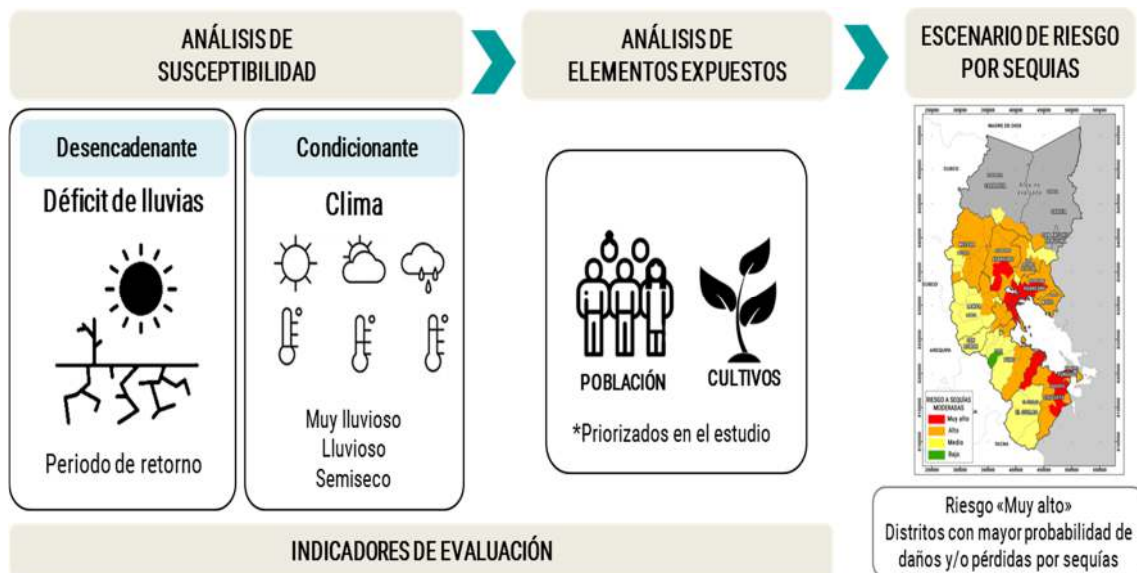 ANÁLISIS DE
SUSCEPTIBILIDAD
ANÁLISIS DE
ELEMENTOS EXPUESTOS
ESCENARIO DE RIESGO
POR SEQUIAS
Desencadenante
Déficit de lluvias
Periodo de retorno
Condicionante
Clima
Muy lluvioso
Lluvioso
Semiseco
POBLACIÓN
CULTIVOS
*Priorizados en el estudio
MADRE DE DIOS
CUSCO
CUSCO
AREQUIPA
TACNA
PUNO
RIESGO A SEQUÍAS
MODERADAS
Muy alto
Alto
Medio
Bajo
Riesgo «Muy alto»
Distritos con mayor probabilidad de
daños y/o pérdidas por sequías
INDICADORES DE EVALUACIÓN